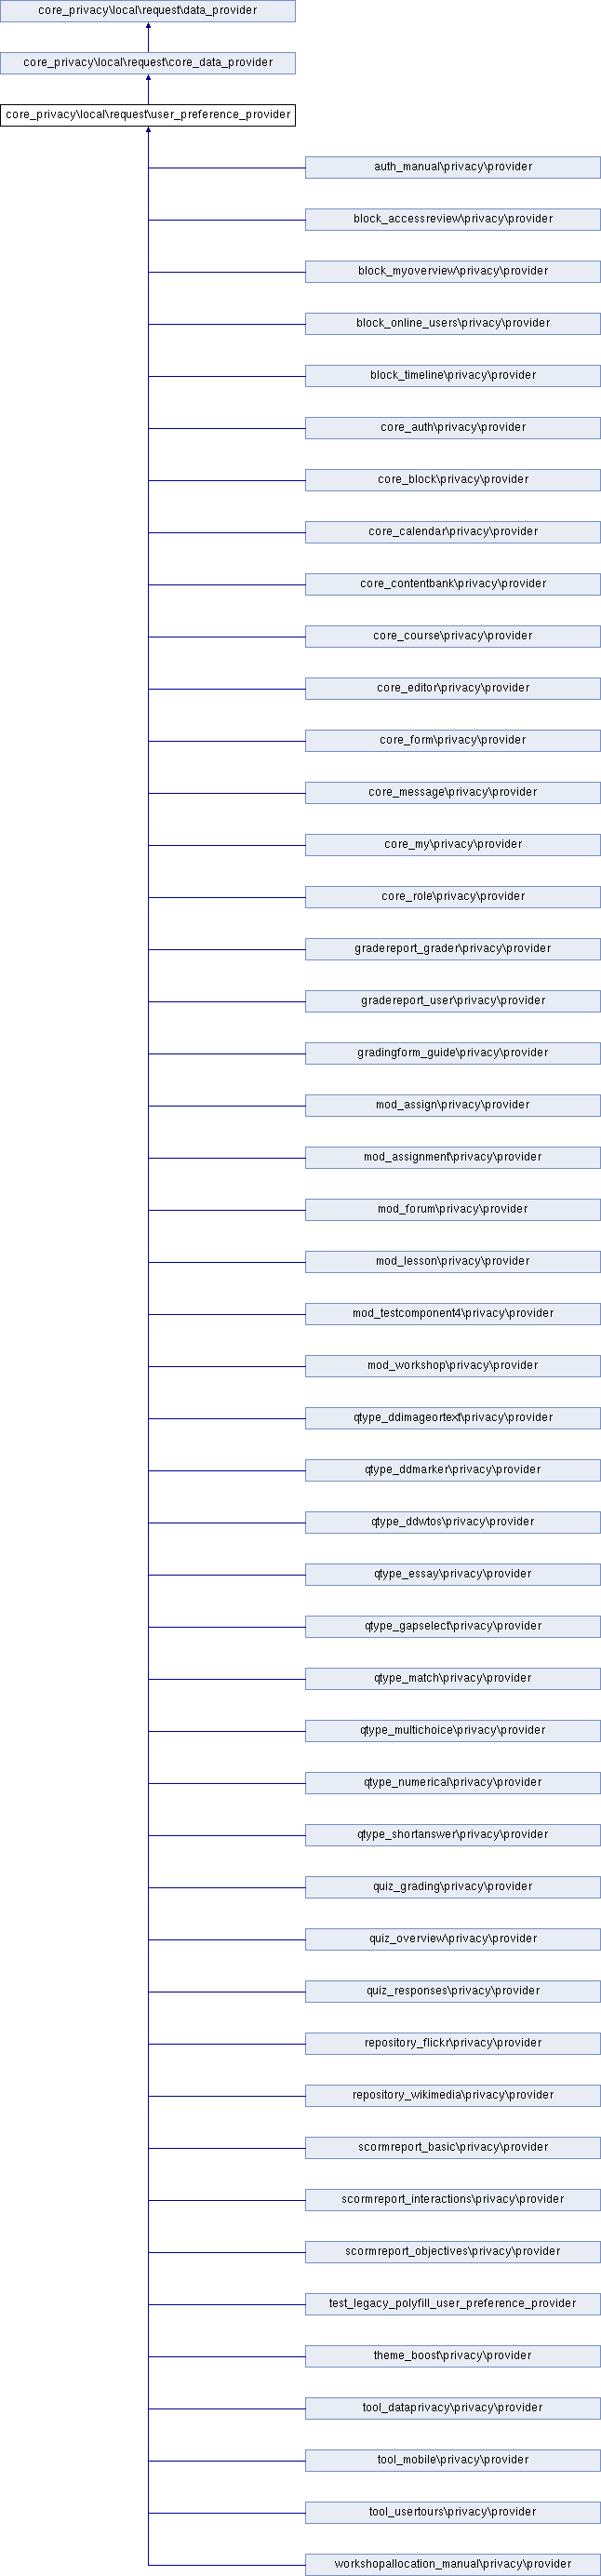 core_privacy\local\request\data_provider
core_privacy\local\request\core_data_provider
core_privacy\local\request\user_preference_provider
auth_manual\privacy\provider
block_accessreview\privacy\provider
block_myoverview\privacy\provider
block_online_users\privacy\provider
block_timeline\privacy\provider
core_auth\privacy\provider
core_block\privacy\provider
core_calendar\privacy\provider
core_contentbank\privacy\provider
core_course\privacy\provider
core_editor\privacy\provider
core_form\privacy\provider
core_message\privacy\provider
core_my\privacy\provider
core_role\privacy\provider
gradereport_grader\privacy\provider
gradereport_user\privacy\provider
gradingform_guide\privacy\provider
mod_assign\privacy\provider
mod_assignment\privacy\provider
mod_forum\privacy\provider
mod_lesson\privacy\provider
mod_testcomponent4\privacy\provider
mod_workshop\privacy\provider
qtype_ddimageortext\privacy\provider
qtype_ddmarker\privacy\provider
qtype_ddwtos\privacy\provider
qtype_essay\privacy\provider
qtype_gapselect\privacy\provider
qtype_match\privacy\provider
qtype_multichoice\privacy\provider
qtype_numerical\privacy\provider
qtype_shortanswer\privacy\provider
quiz_grading\privacy\provider
quiz_overview\privacy\provider
quiz_responses\privacy\provider
repository_flickr\privacy\provider
repository_wikimedia\privacy\provider
scormreport_basic\privacy\provider
scormreport_interactions\privacy\provider
scormreport_objectives\privacy\provider
test_legacy_polyfill_user_preference_provider
theme_boost\privacy\provider
tool_dataprivacy\privacy\provider
tool_mobile\privacy\provider
tool_usertours\privacy\provider
workshopallocation_manual\privacy\provider